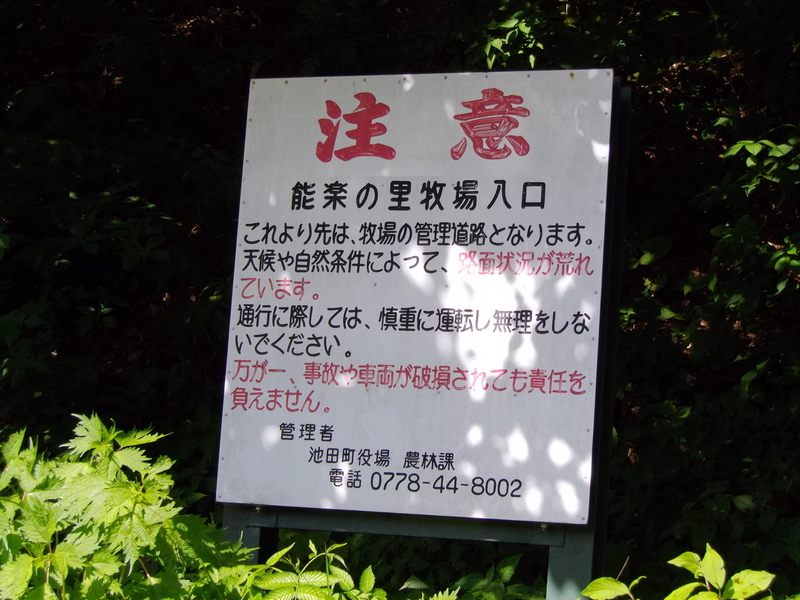 注意
能楽の里牧場入口
これより先は、牧場の管理道路となります。
天候や自然条件によって、路面状況が荒れ
ています。
通行に際しては、慎重に運転し無理をしな
いでください。
万が一、事故や車両が破損されても責任を
負えません。
管理者
池田町役場 農林課
電話 0778-44-8002